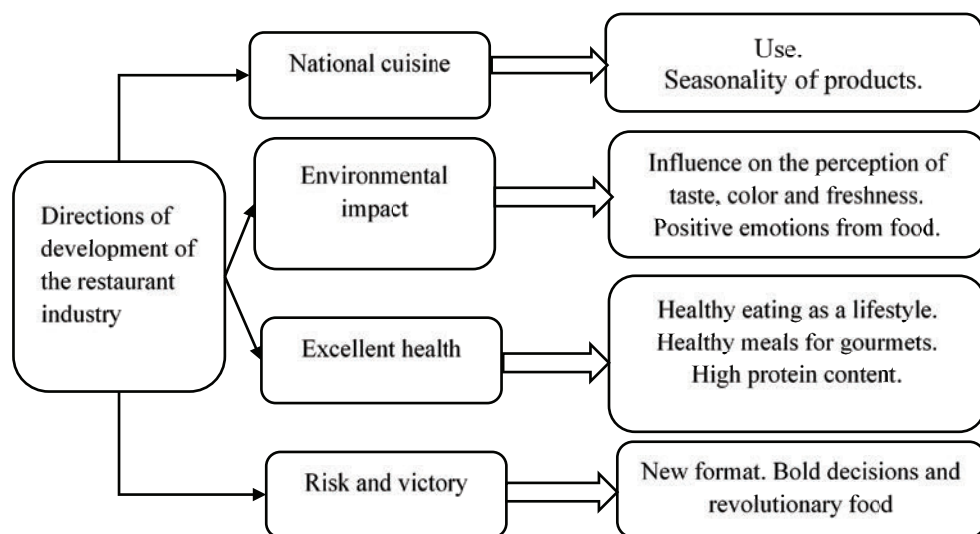 Directions of
development of
the restaurant
industry
National cuisine
Use.
Seasonality of products.
Environmental
impact
Influence on the perception of
taste, color and freshness.
Positive emotions from food.
Excellent health
Healthy eating as a lifestyle.
Healthy meals for gourmets.
High protein content.
Risk and victory
New format. Bold decisions and
revolutionary food